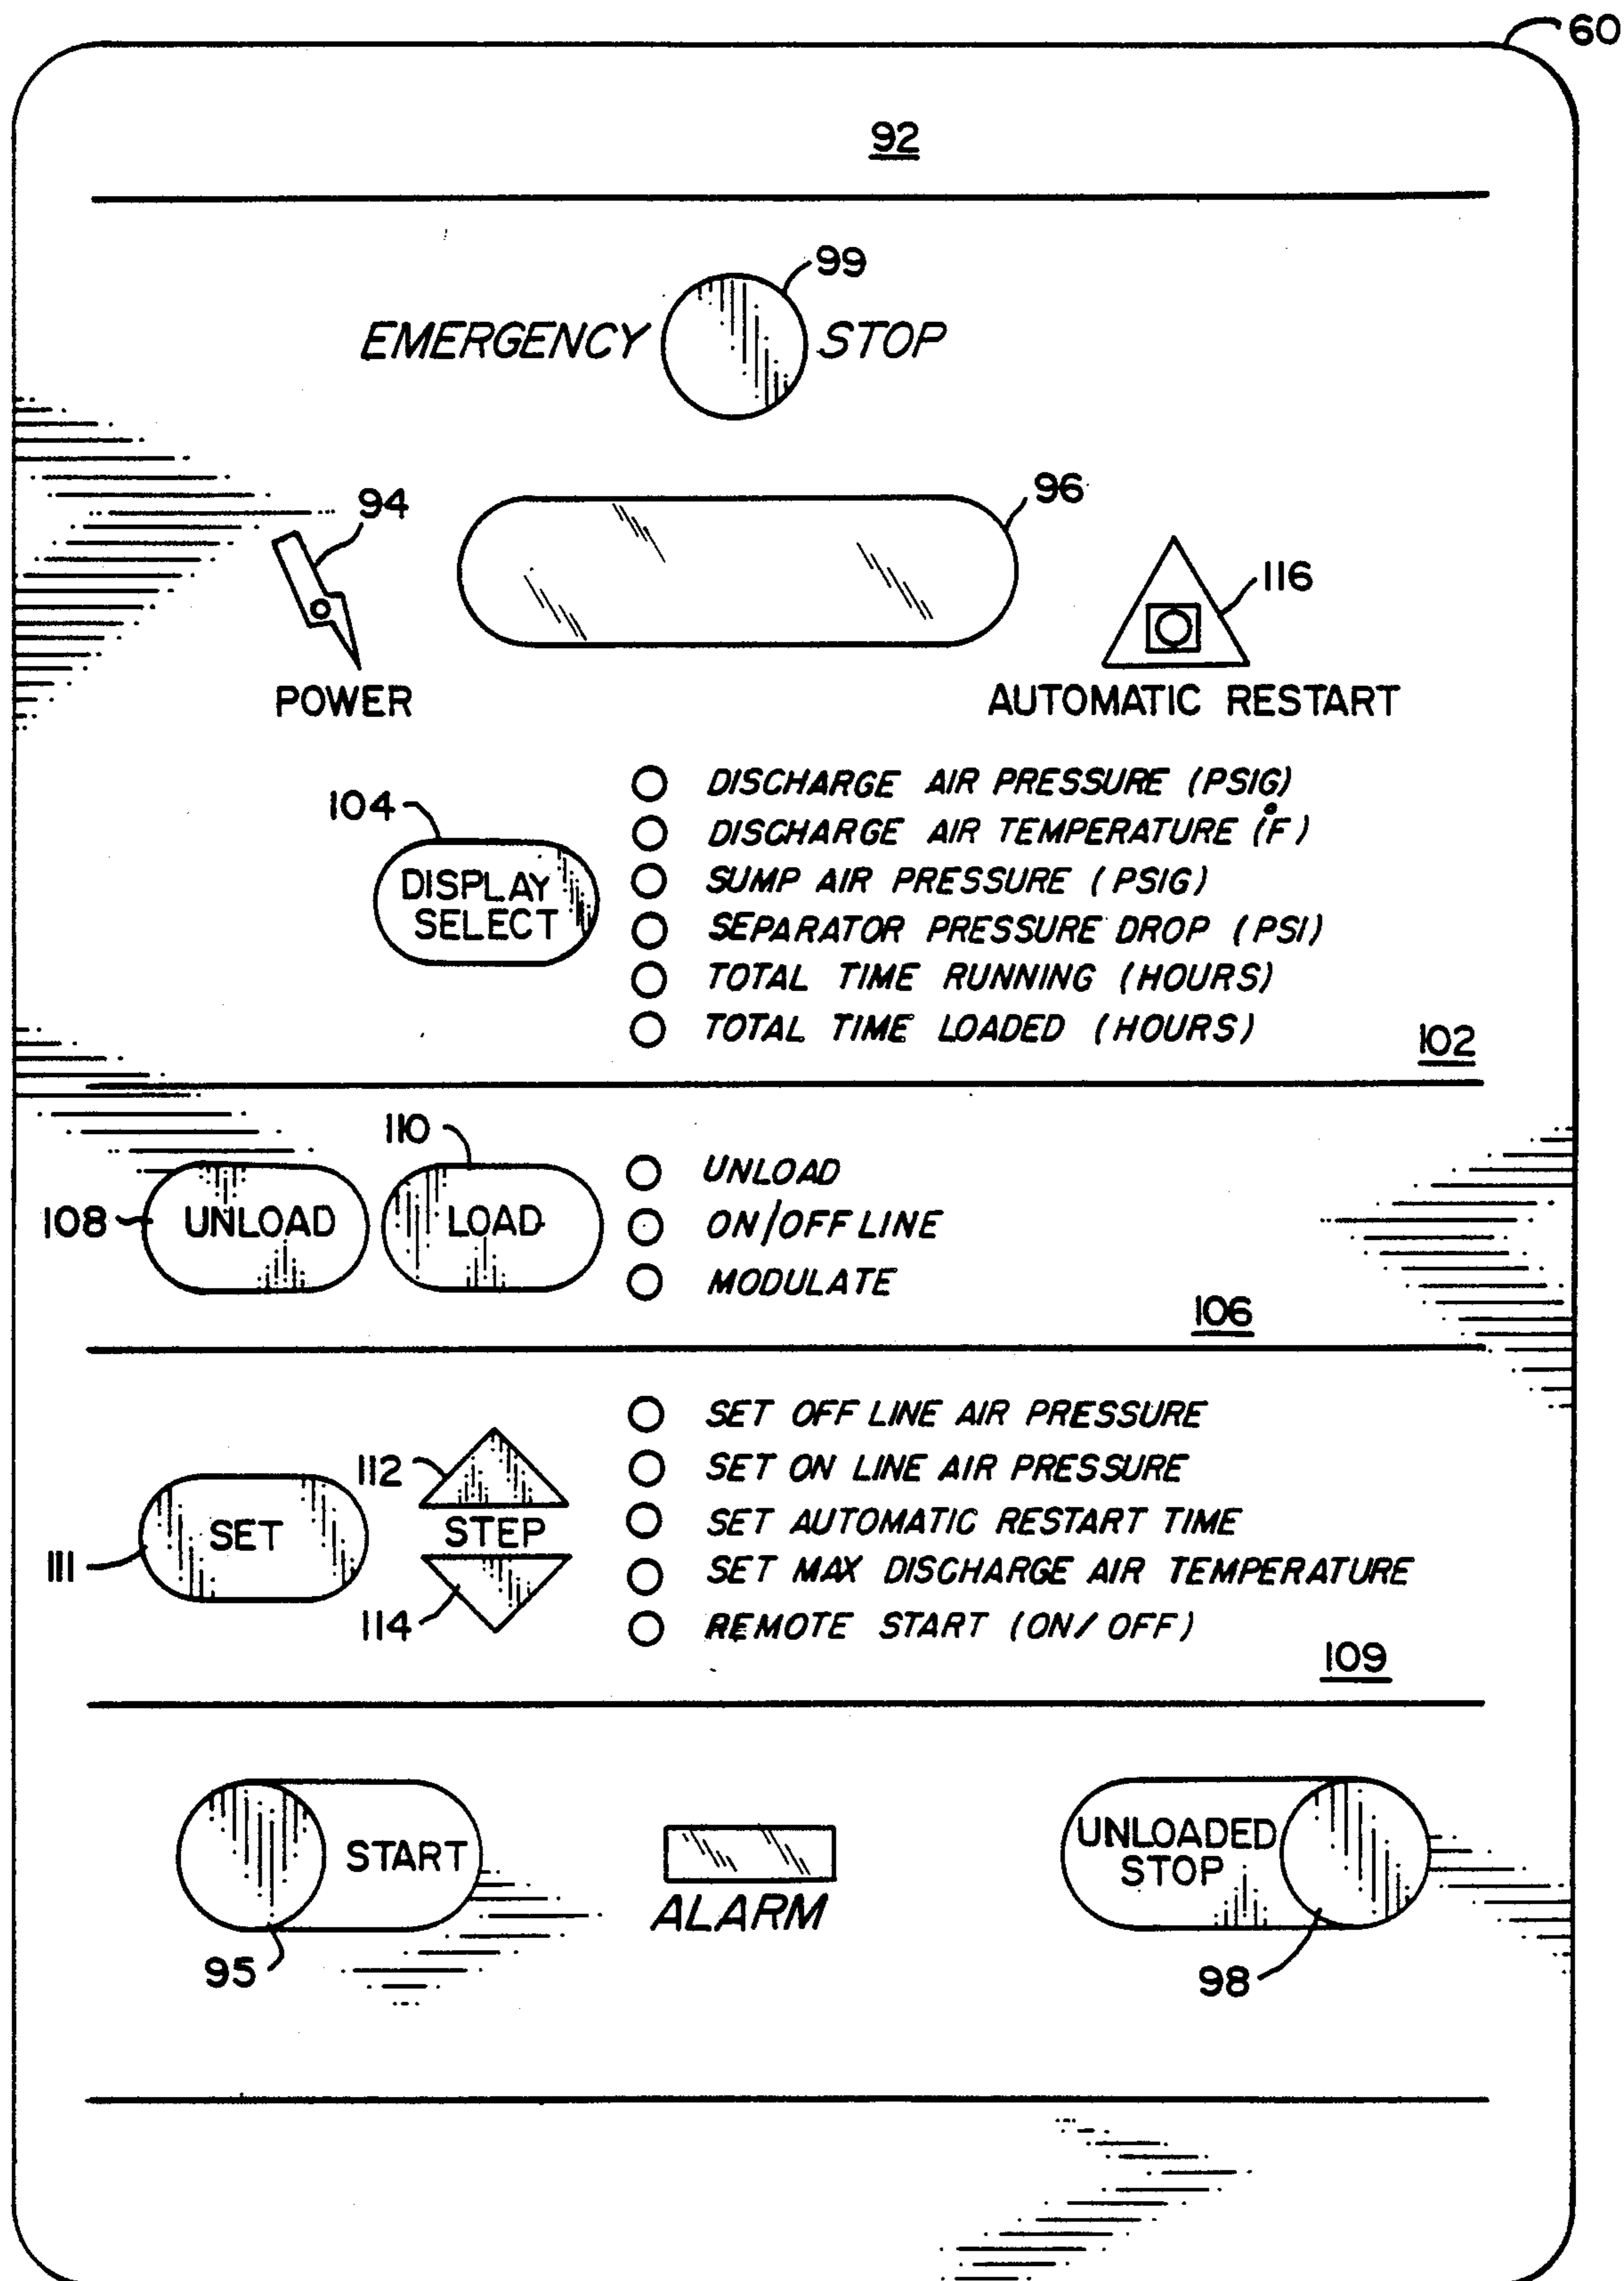 60
92
99
EMERGENCY STOP
94
96
116
POWER
AUTOMATIC RESTART
104
DISPLAY
SELECT
DISCHARGE AIR PRESSURE (PSIG)
DISCHARGE AIR TEMPERATURE (°F)
SUMP AIR PRESSURE (PSIG)
SEPARATOR PRESSURE DROP (PSI)
TOTAL TIME RUNNING (HOURS)
TOTAL TIME LOADED (HOURS)
102
110
108
UNLOAD
LOAD
UNLOAD
ON/OFF LINE
MODULATE
106
111
SET
112
STEP
114
SET OFF LINE AIR PRESSURE
SET ON LINE AIR PRESSURE
SET AUTOMATIC RESTART TIME
SET MAX DISCHARGE AIR TEMPERATURE
REMOTE START (ON/OFF)
109
START
95
ALARM
UNLOADED
STOP
98